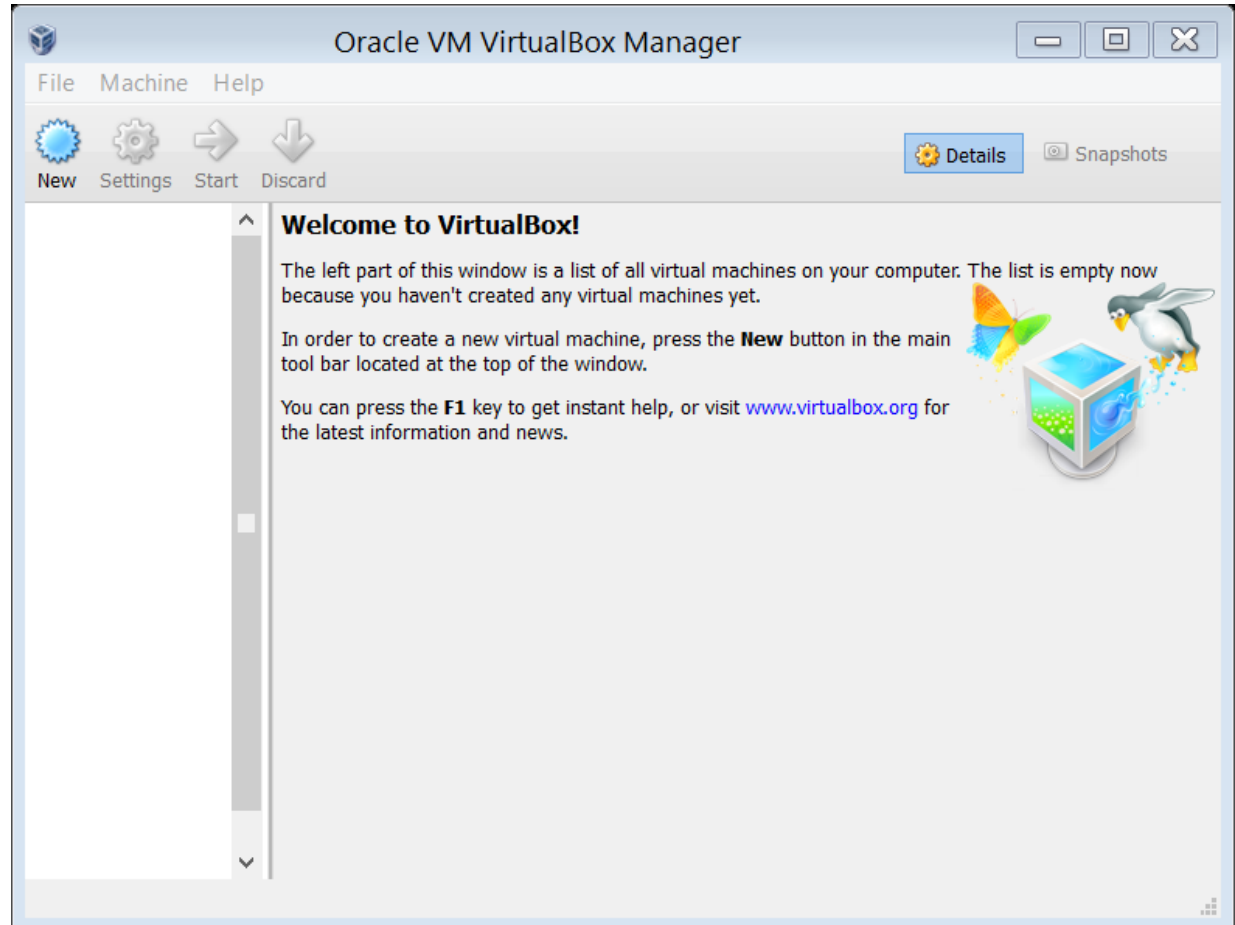 Oracle VM VirtualBox Manager
File Machine Help
New Settings Start Discard
Details Snapshots
Welcome to VirtualBox!
The left part of this window is a list of all virtual machines on your computer. The list is empty now
because you haven't created any virtual machines yet.
In order to create a new virtual machine, press the New button in the main
tool bar located at the top of the window.
You can press the F1 key to get instant help, or visit www.virtualbox.org for
the latest information and news.